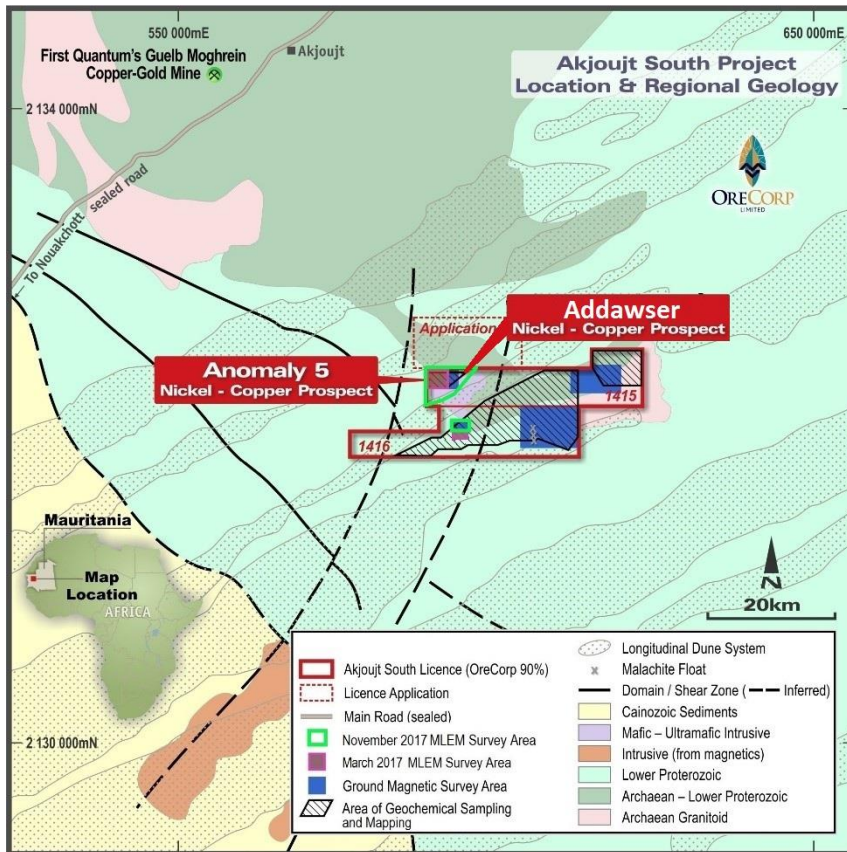 550 000mE
650 000mE
First Quantum's Guelb Moghrein
Copper-Gold Mine
Akjoujt
Akjoujt South Project
Location & Regional Geology
2 134 000mN
ORECORP
LIMITED
To Nouakchott sealed road
Application
Addawser
Nickel - Copper Prospect
Anomaly 5
Nickel - Copper Prospect
1415
1416
Mauritania
Map
Location
AFRICA
N
20km
2 130 000mN
Akjoujt South Licence (OreCorp 90%)
Licence Application
Main Road (sealed)
November 2017 MLEM Survey Area
March 2017 MLEM Survey Area
Ground Magnetic Survey Area
Area of Geochemical Sampling
and Mapping
Longitudinal Dune System
x Malachite Float
Domain / Shear Zone ( Inferred)
Cainozoic Sediments
Mafic – Ultramafic Intrusive
Intrusive (from magnetics)
Lower Proterozoic
Archaean – Lower Proterozoic
Archaean Granitoid